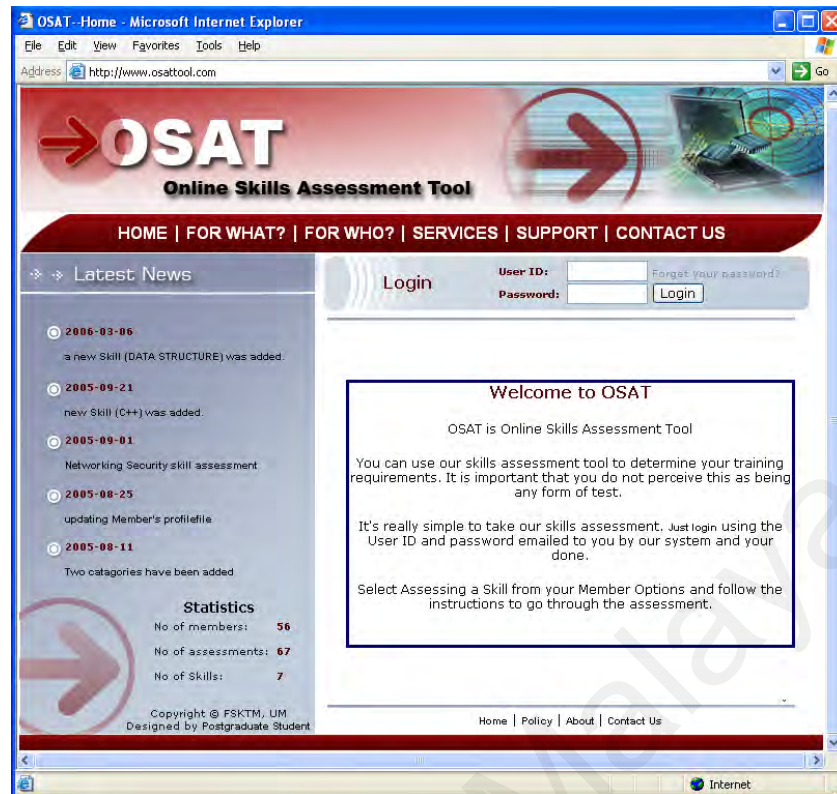 OSAT--Home - Microsoft Internet Explorer
File Edit View Favorites Tools Help
Address http://www.osattool.com Go
OSAT
Online Skills Assessment Tool
HOME | FOR WHAT? | FOR WHO? | SERVICES | SUPPORT | CONTACT US
Latest News
Login
User ID:
Forget your password?
Password:
Login
2006-03-06
a new Skill (DATA STRUCTURE) was added.
2005-09-21
new Skill (C++) was added.
2005-09-01
Networking Security skill assessment
2005-08-25
updating Member's profilefile
2005-08-11
Two catagories have been added
Statistics
No of members: 56
No of assessments: 67
No of Skills: 7
Copyright © FSKTM, UM
Designed by Postgraduate Student
Welcome to OSAT
OSAT is Online Skills Assessment Tool
You can use our skills assessment tool to determine your training
requirements. It is important that you do not perceive this as being
any form of test.
It's really simple to take our skills assessment. Just login using the
User ID and password emailed to you by our system and your
done.
Select Assessing a Skill from your Member Options and follow the
instructions to go through the assessment.
Home | Policy | About | Contact Us
Internet
Malaya